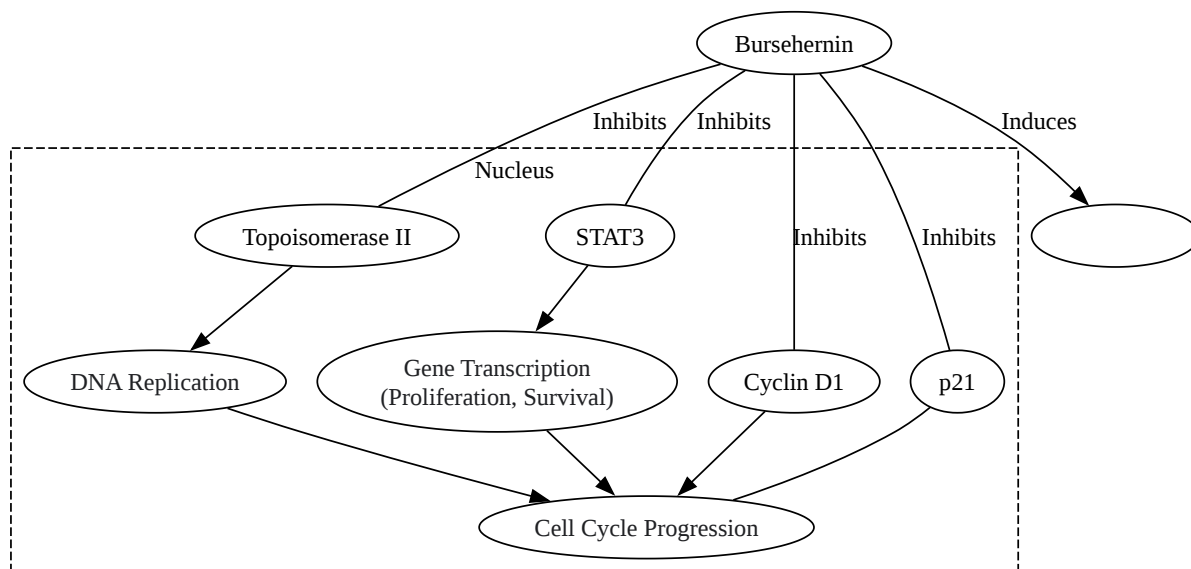 Bursehernin
Inhibits
Inhibits
Induces
Nucleus
Topoisomerase II
STAT3
Inhibits
Inhibits
DNA Replication
Gene Transcription
(Proliferation, Survival)
Cyclin D1
p21
Cell Cycle Progression